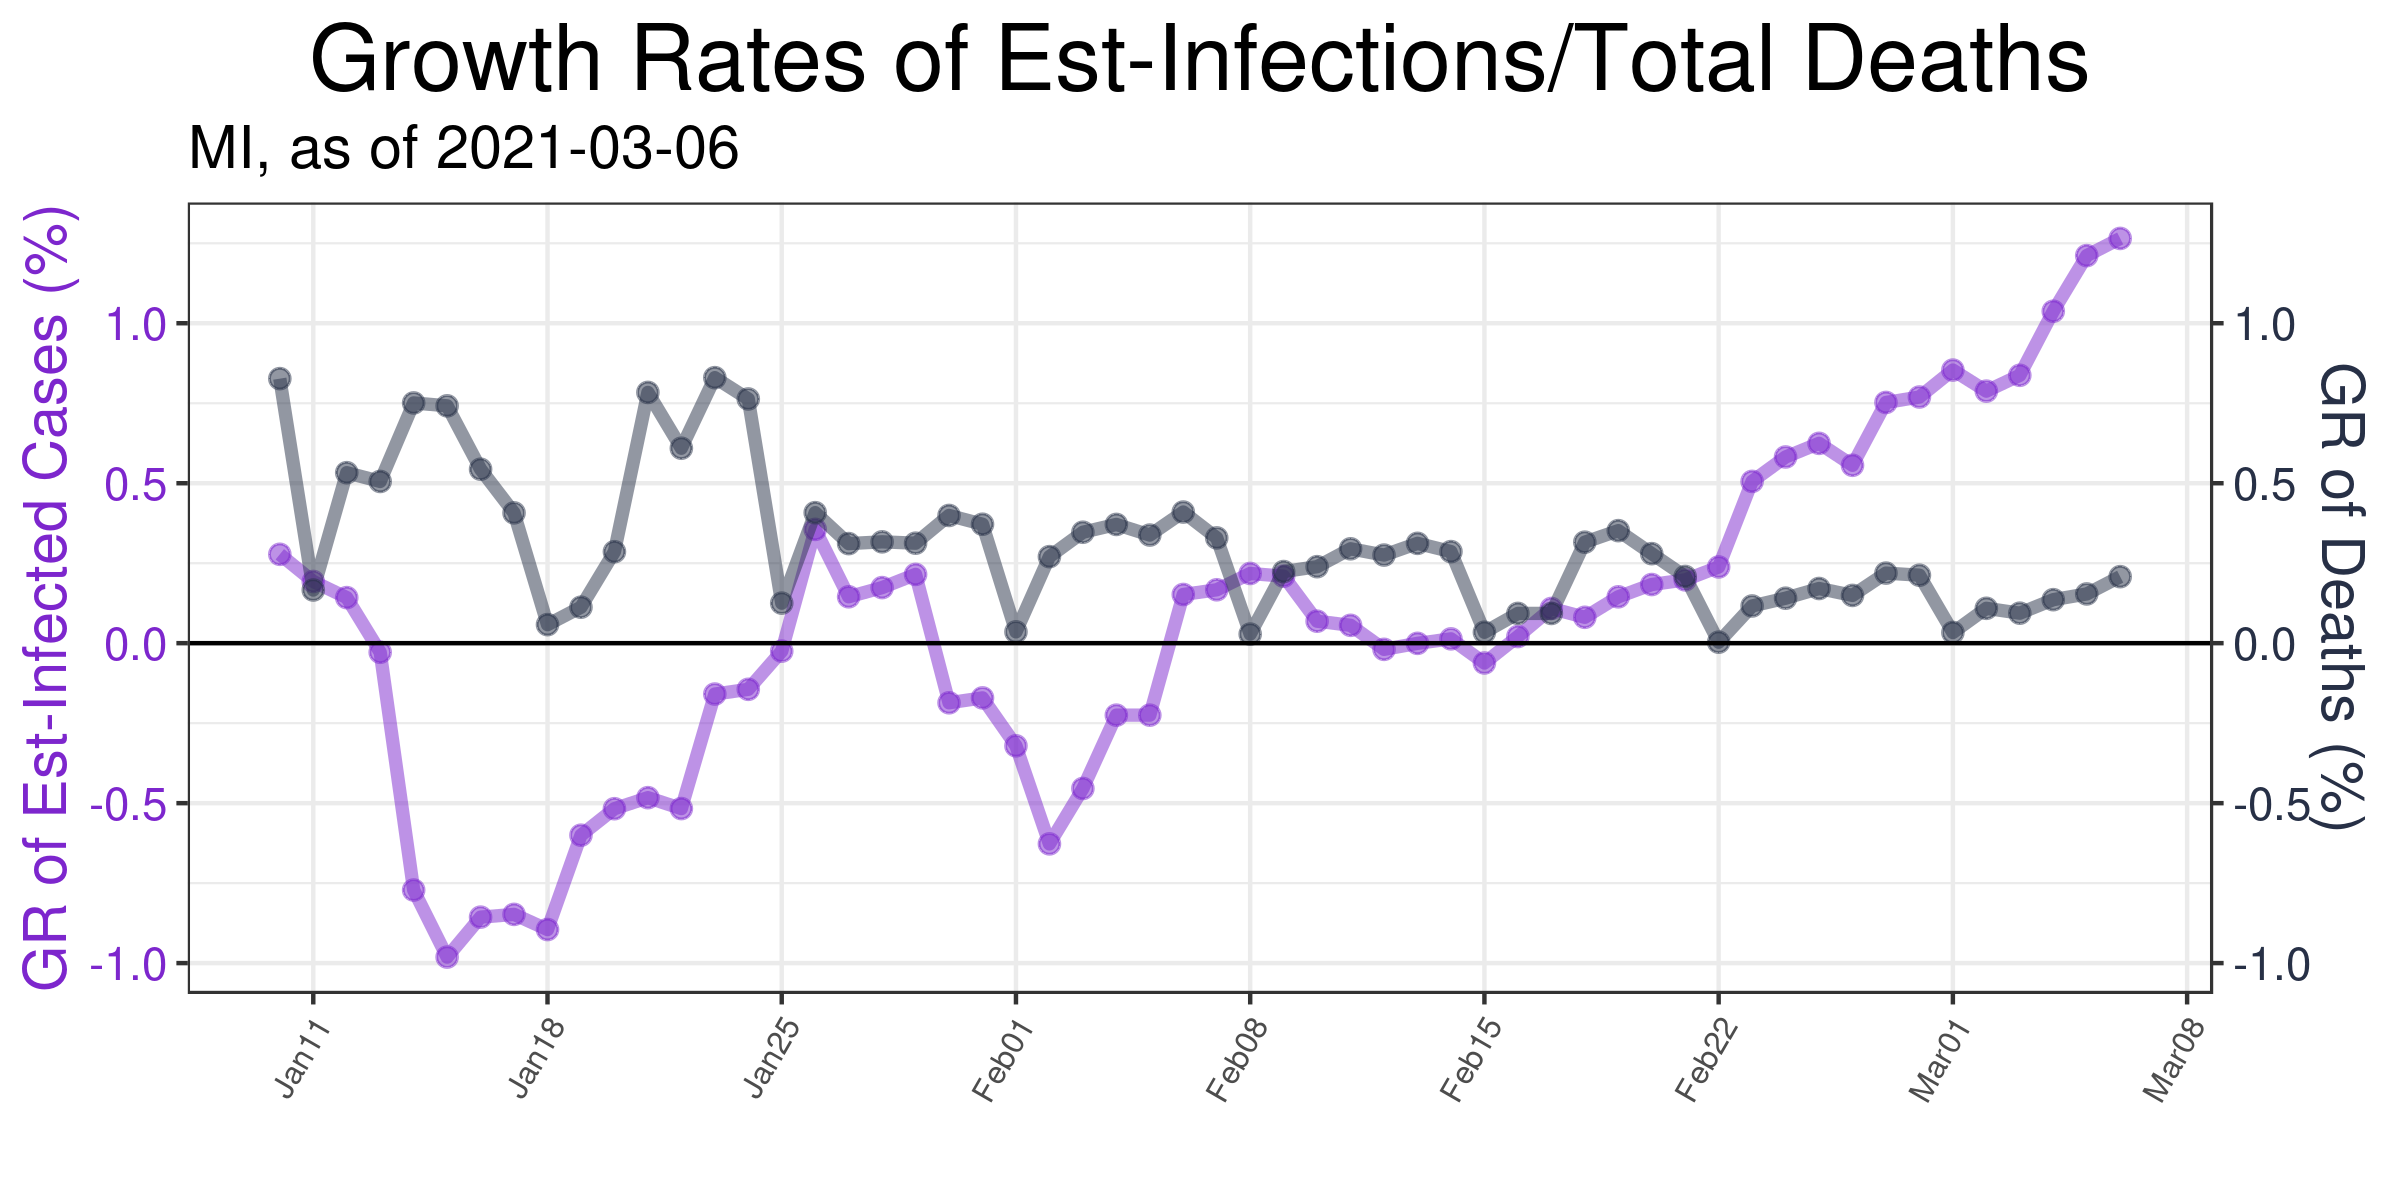 Growth Rates of Est-Infections/Total Deaths
MI, as of 2021-03-06
GR of Est-Infected Cases (%)
1.0
0.5
0.0
-0.5
-1.0
1.0
0.5
0.0
-0.5
-1.0
GR of Deaths (%)
Jan11
Jan18
Jan25
Feb01
Feb08
Feb15
Feb22
Mar01
Mar08